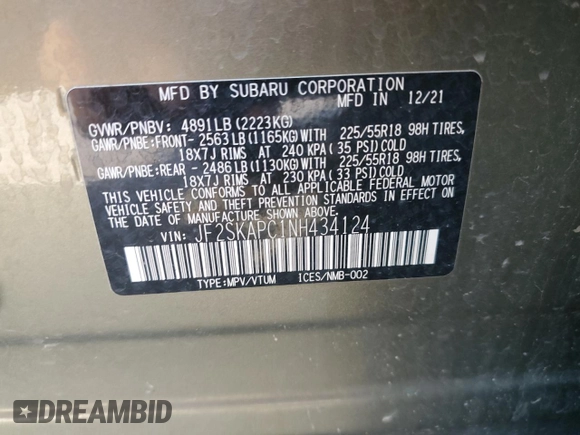 MFD BY SUBARU CORPORATION
MFD IN 12/21
GVWR/PNBV: 4891LB(2223KG)
GAWR/PNBE:FRONT- 2563LB(1165KG)WITH 225/55R18 98H TIRES,
18X7J RIMS AT 240 KPA(35 PSI)COLD
GAWR/PNBE:REAR - 2486LB(1130KG)WITH 225/55R18 98H TIRES,
18X7J RIMS AT 230 KPA(33 PSI)COLD
THIS VEHICLE CONFORMS TO ALL APPLICABLE FEDERAL MOTOR
VEHICLE SAFETY AND THEFT PREVENTION STANDARDS IN EFFECT
ON THE DATE OF MANUFACTURE SHOWN ABOVE.
VIN: JF2SKAPC1NH434124
TYPE:MPV/VTUM ICES/NMB-002
DREAMBID